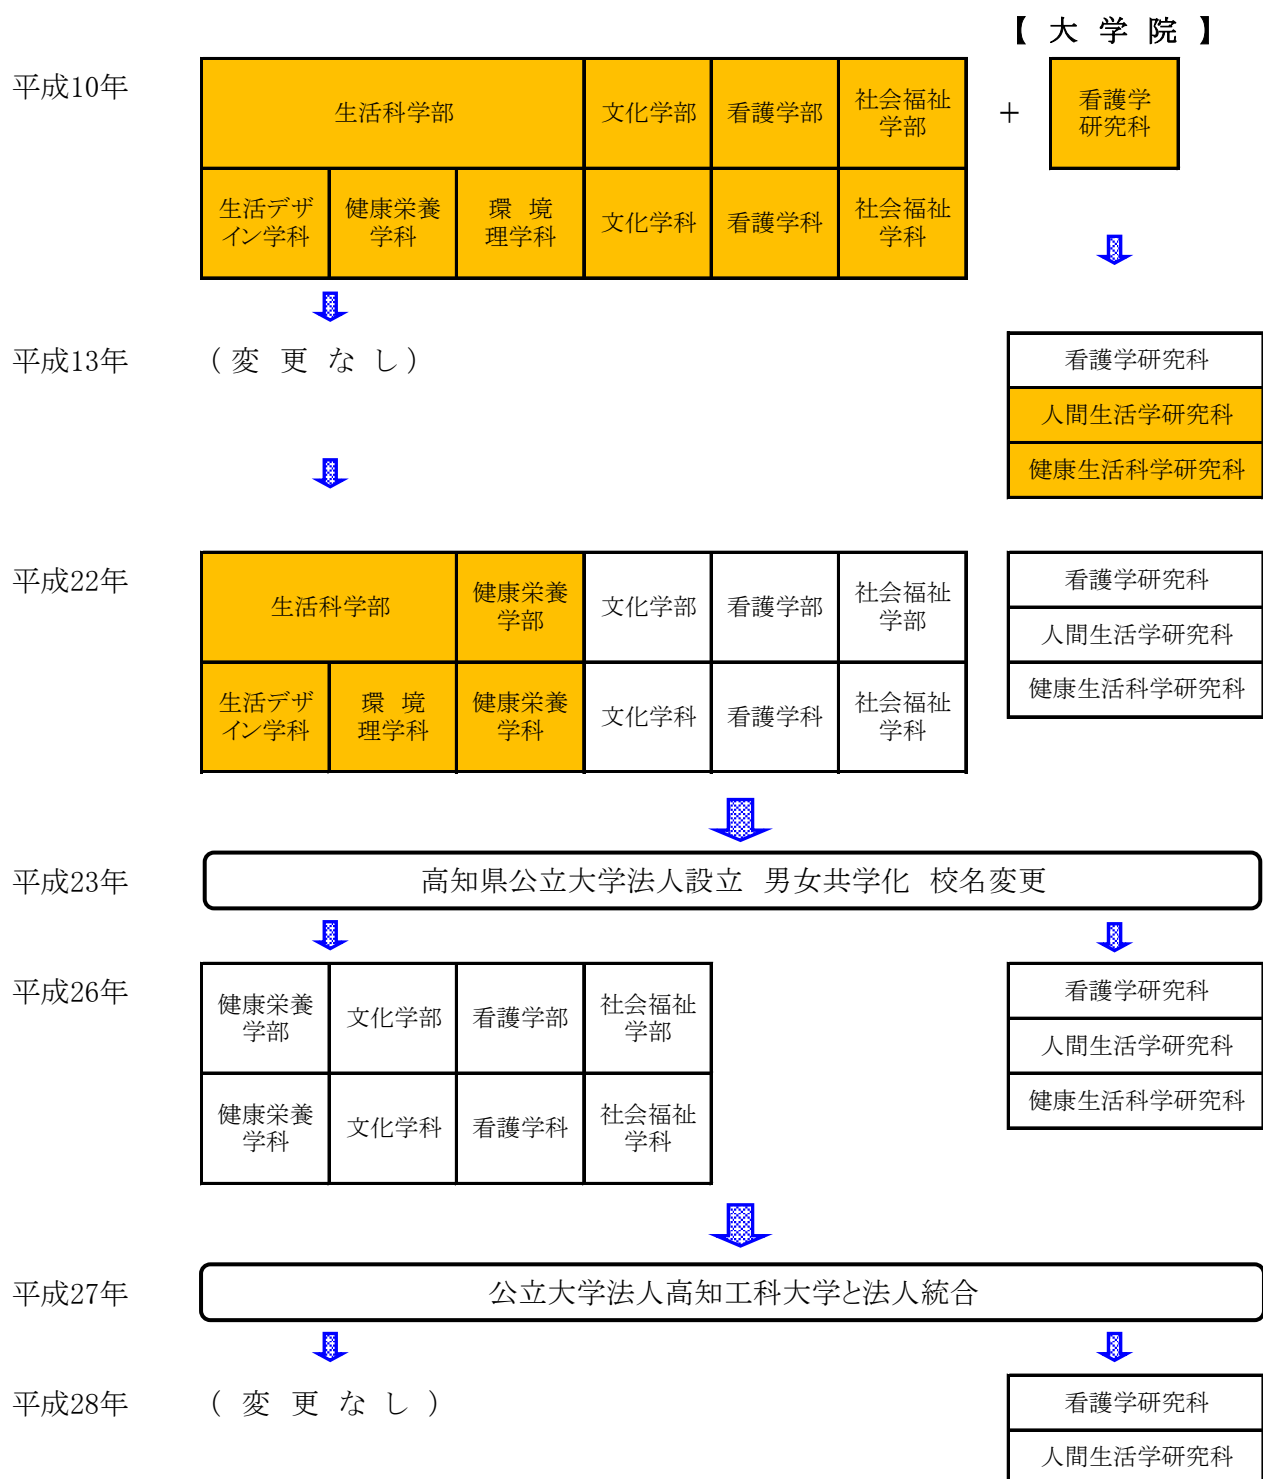 【 大 学 院 】
平成10年
生活科学部
文化学部
看護学部
社会福祉
学部
＋
看護学
研究科
生活デザ
イン学科
健康栄養
学科
環 境
理学科
文化学科
看護学科
社会福祉
学科
平成13年
（変 更 な し）
看護学研究科
人間生活学研究科
健康生活科学研究科
平成22年
生活科学部
健康栄養
学部
文化学部
看護学部
社会福祉
学部
生活デザ
イン学科
環 境
理学科
健康栄養
学科
文化学科
看護学科
社会福祉
学科
看護学研究科
人間生活学研究科
健康生活科学研究科
平成23年
高知県公立大学法人設立 男女共学化 校名変更
平成26年
健康栄養
学部
文化学部
看護学部
社会福祉
学部
健康栄養
学科
文化学科
看護学科
社会福祉
学科
看護学研究科
人間生活学研究科
健康生活科学研究科
平成27年
公立大学法人高知工科大学と法人統合
平成28年
（ 変 更 な し ）
看護学研究科
人間生活学研究科